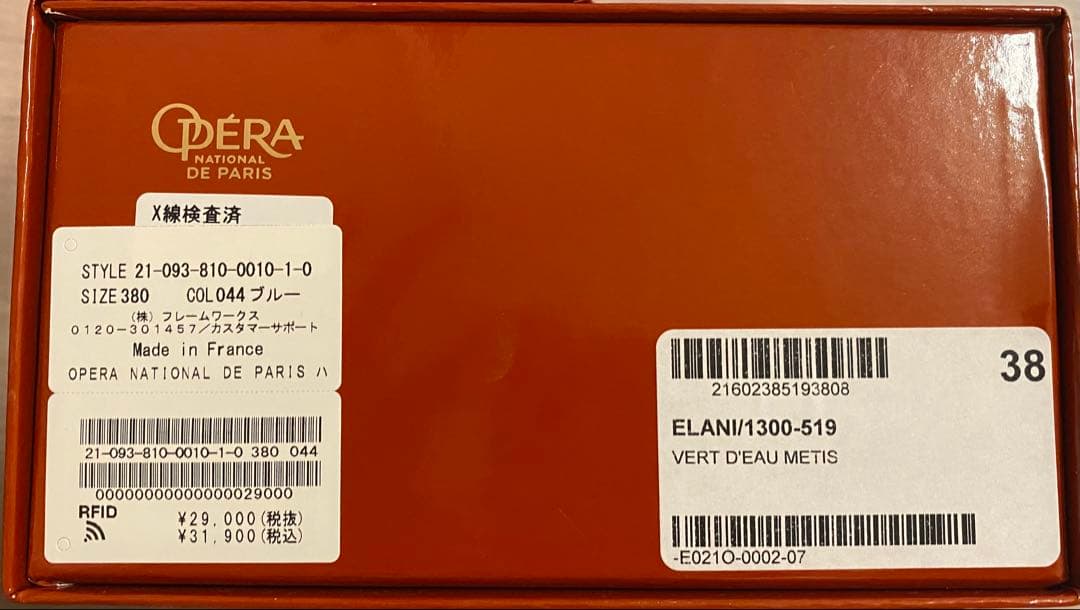 OPÉRA
NATIONAL
DE PARIS
X線検査済
STYLE 21-093-810-0010-1-0
SIZE 380 COL 044 ブルー
(株) フレームワークス
0120-301457/カスタマーサポート
Made in France
OPERA NATIONAL DE PARIS ハ
21-093-810-0010-1-0 380 044
00000000000000029000
RFID
¥29,000(税抜)
¥31,900(税込)
38
21602385193808
ELANI/1300-519
VERT D'EAU METIS
-E021O-0002-07